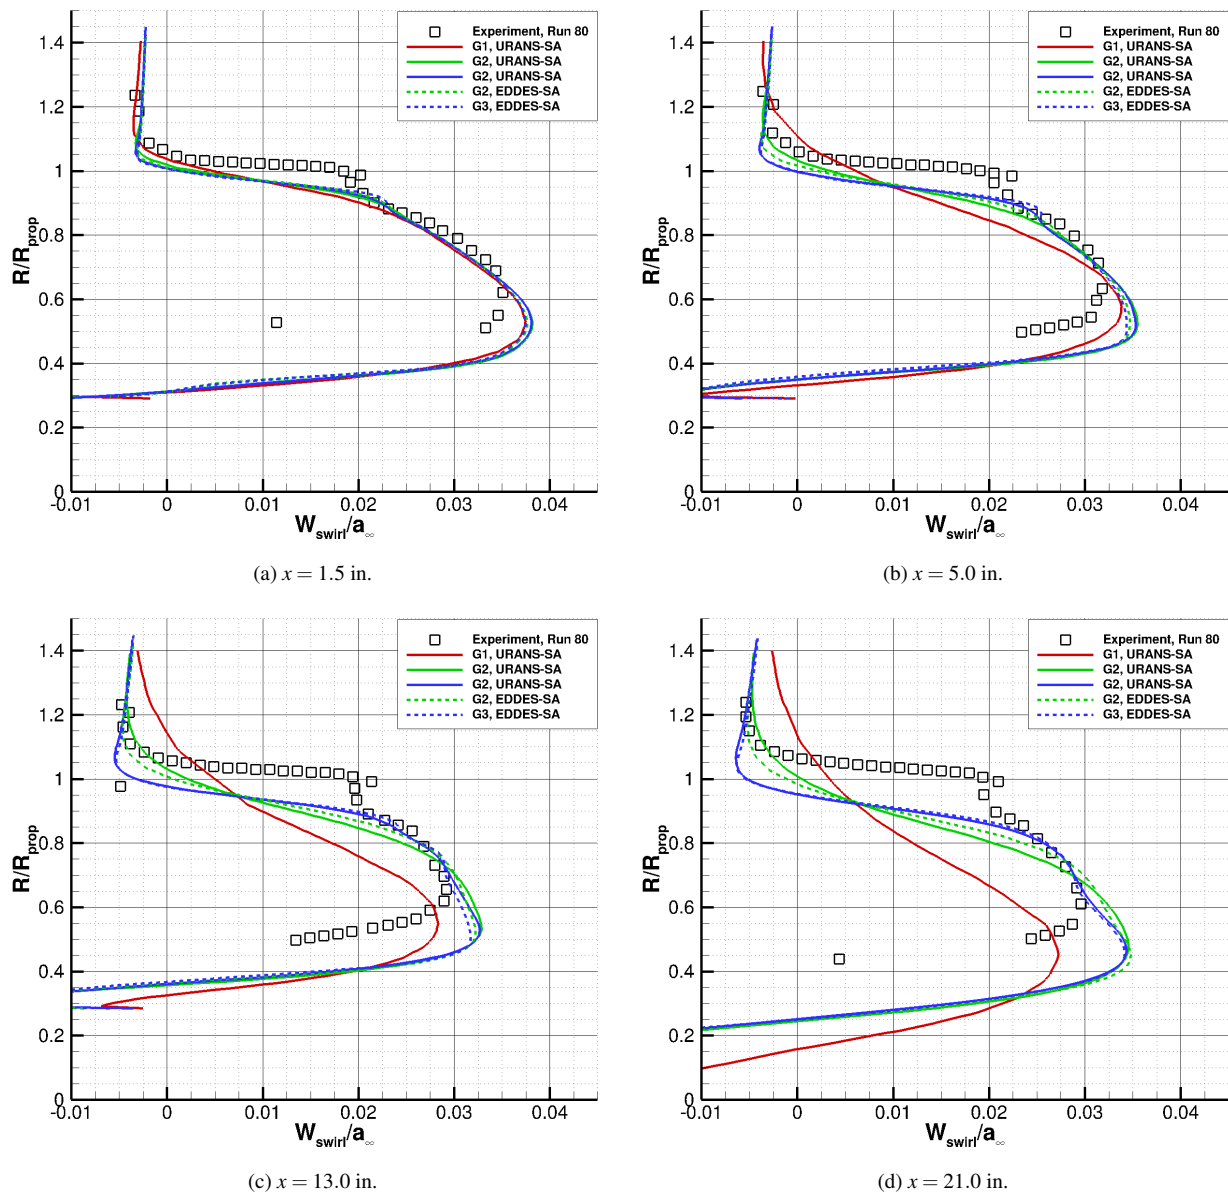 Experiment, Run 80
G1, URANS-SA
G2, URANS-SA
G2, URANS-SA
G2, EDDES-SA
G3, EDDES-SA
R/R_prop
1.4
1.2
1
0.8
0.6
0.4
0.2
0
-0.01 0 0.01 0.02 0.03 0.04
W_swirl/a_∞
(a) x = 1.5 in.
Experiment, Run 80
G1, URANS-SA
G2, URANS-SA
G2, URANS-SA
G2, EDDES-SA
G3, EDDES-SA
R/R_prop
1.4
1.2
1
0.8
0.6
0.4
0.2
0
-0.01 0 0.01 0.02 0.03 0.04
W_swirl/a_∞
(b) x = 5.0 in.
Experiment, Run 80
G1, URANS-SA
G2, URANS-SA
G2, URANS-SA
G2, EDDES-SA
G3, EDDES-SA
R/R_prop
1.4
1.2
1
0.8
0.6
0.4
0.2
0
-0.01 0 0.01 0.02 0.03 0.04
W_swirl/a_∞
(c) x = 13.0 in.
Experiment, Run 80
G1, URANS-SA
G2, URANS-SA
G2, URANS-SA
G2, EDDES-SA
G3, EDDES-SA
R/R_prop
1.4
1.2
1
0.8
0.6
0.4
0.2
0
-0.01 0 0.01 0.02 0.03 0.04
W_swirl/a_∞
(d) x = 21.0 in.